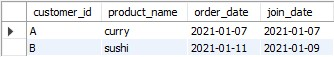 customer_id product_name order_date join_date
A curry 2021-01-07 2021-01-07
B sushi 2021-01-11 2021-01-09